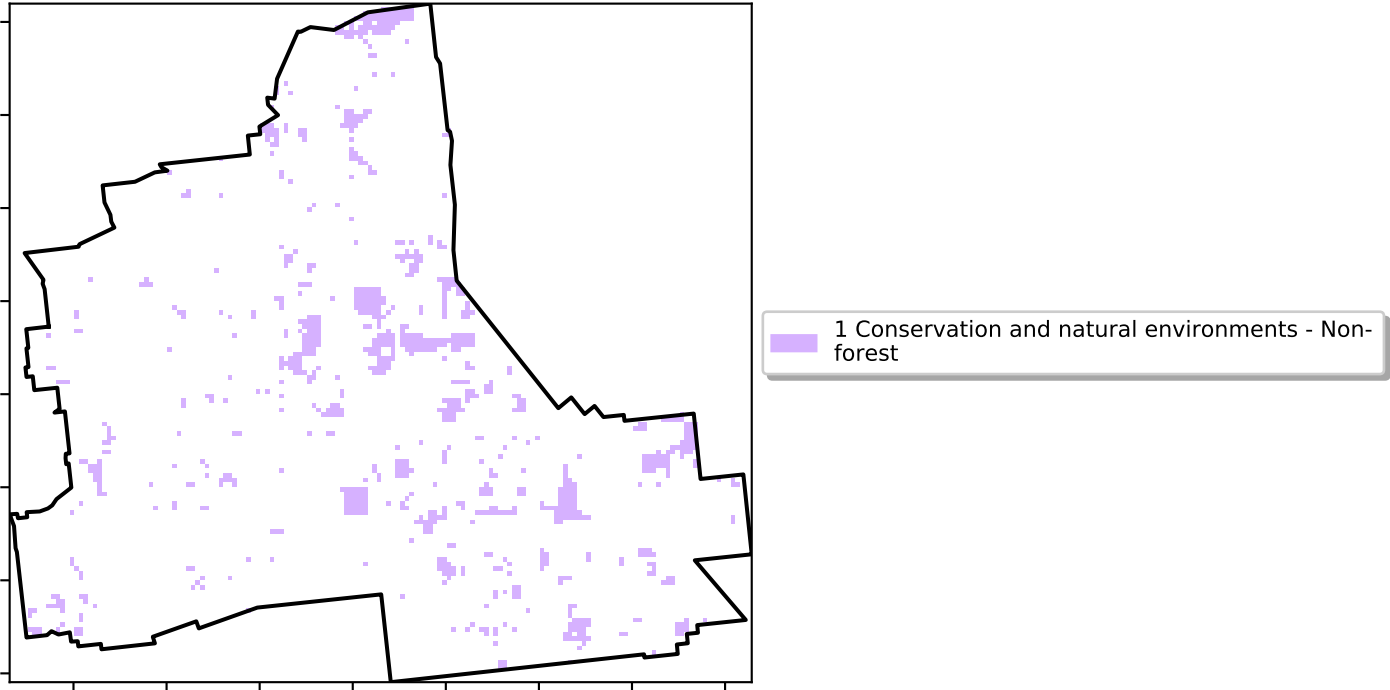 1 Conservation and natural environments - Non-
forest